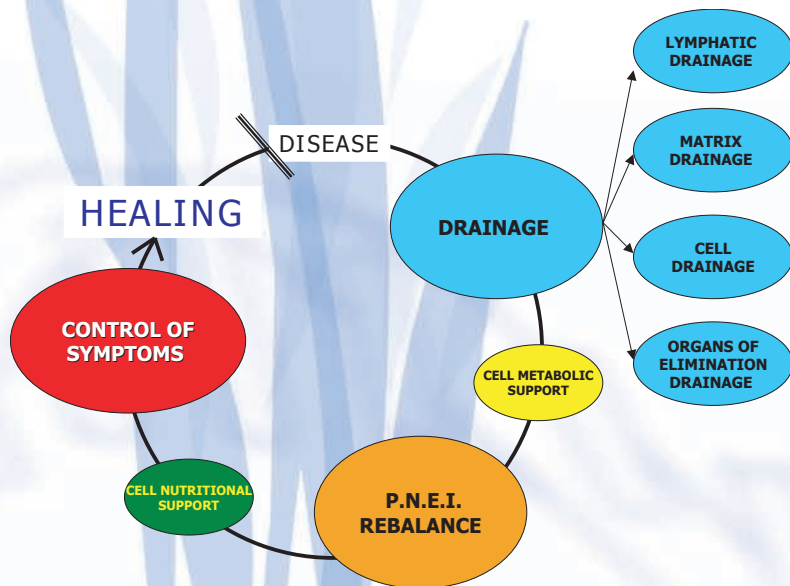 DISEASE
HEALING
DRAINAGE
LYMPHATIC
DRAINAGE
MATRIX
DRAINAGE
CELL
DRAINAGE
ORGANS OF
ELIMINATION
DRAINAGE
CELL METABOLIC
SUPPORT
P.N.E.I.
REBALANCE
CELL NUTRITIONAL
SUPPORT
CONTROL OF
SYMPTOMS